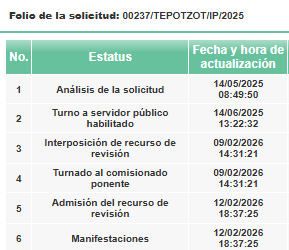 Folio de la solicitud: 00237/TEPOTZOT/IP/2025
No. Estatus Fecha y hora de
actualización
1 Análisis de la solicitud 14/05/2025
08:49:50
2 Turno a servidor público
habilitado 14/06/2025
13:22:32
3 Interposición de recurso de
revisión 09/02/2026
14:31:21
4 Turnado al comisionado
ponente 09/02/2026
14:31:21
5 Admisión del recurso de
revisión 12/02/2026
18:37:25
6 Manifestaciones 12/02/2026
18:37:25